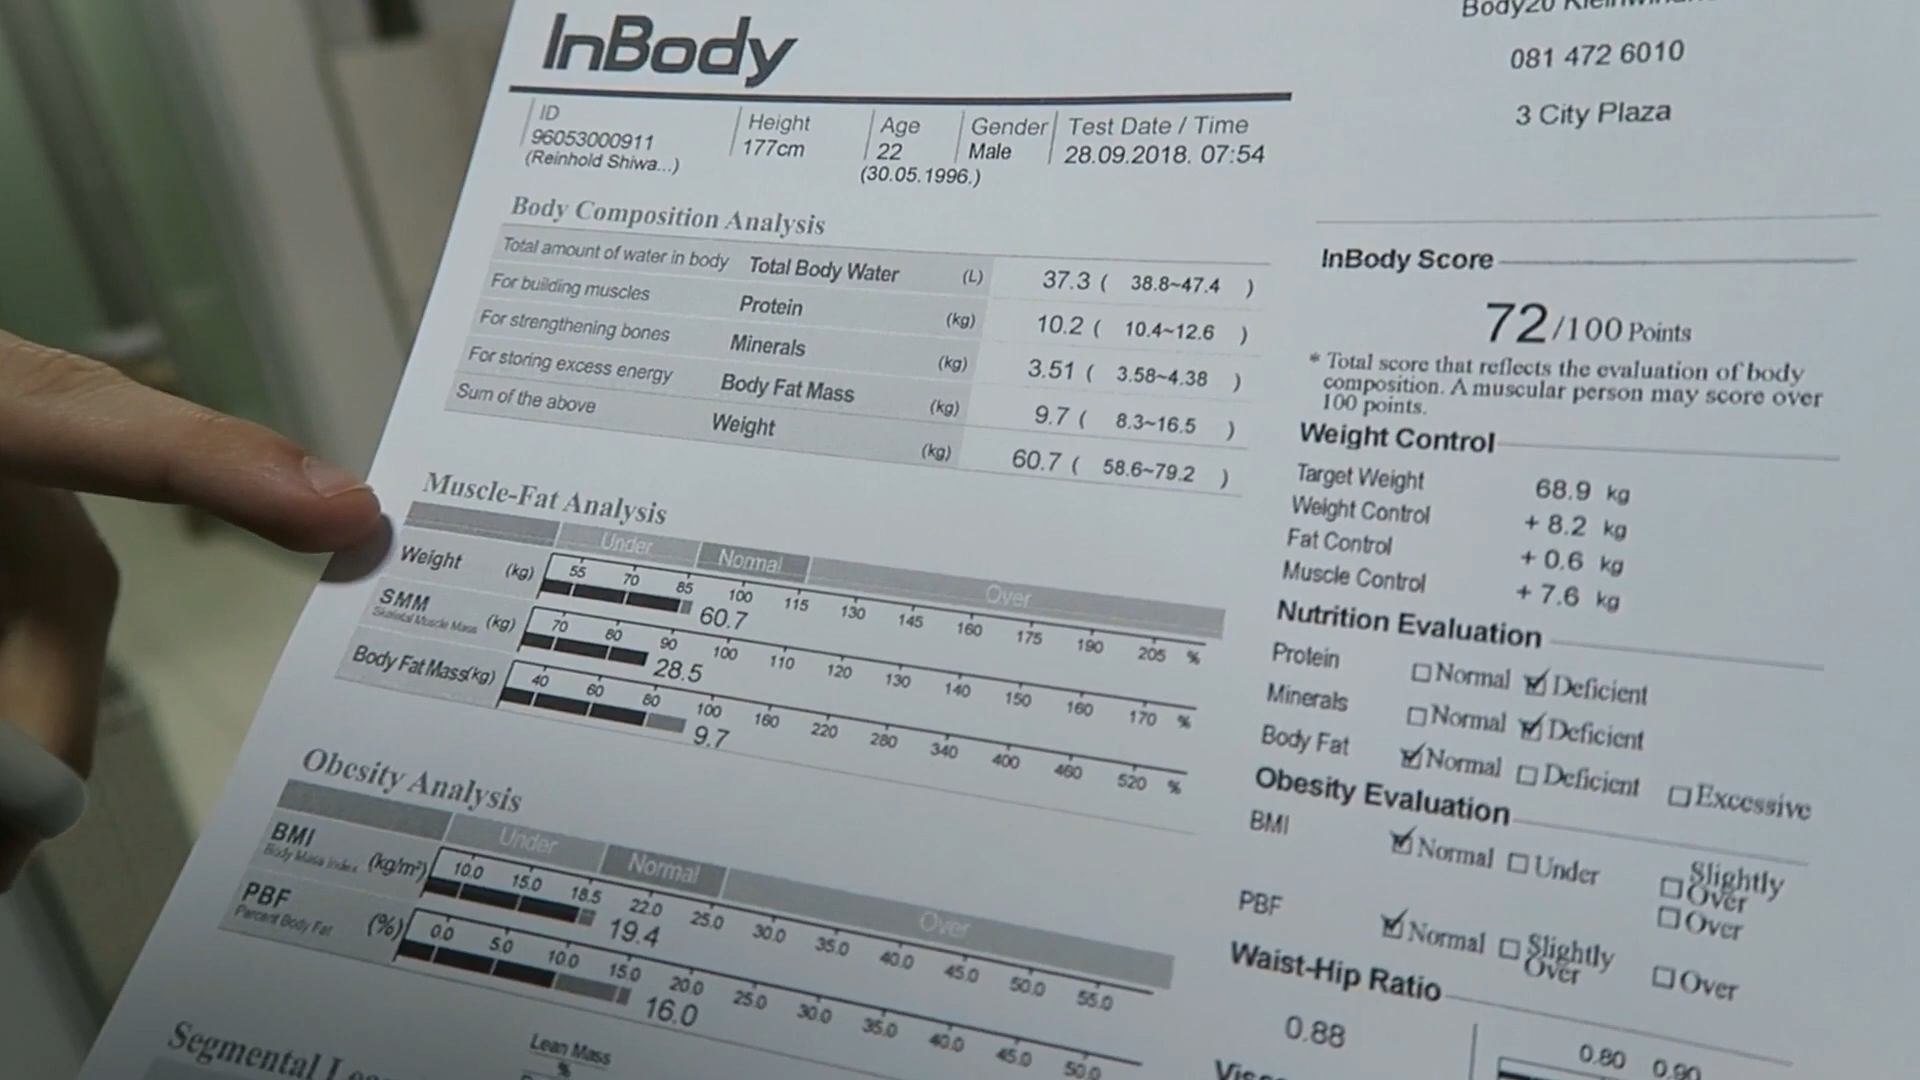 InBody
081 472 6010
3 City Plaza
ID
96053000911
(Reinhold Shiwa...)
Height
177cm
Age
22
(30.05.1996.)
Gender
Male
Test Date / Time
28.09.2018. 07:54
Body Composition Analysis
Total amount of water in body Total Body Water (L) 37.3 ( 38.8~47.4 )
For building muscles Protein (kg) 10.2 ( 10.4~12.6 )
For strengthening bones Minerals (kg) 3.51 ( 3.58~4.38 )
For storing excess energy Body Fat Mass (kg) 9.7 ( 8.3~16.5 )
Sum of the above Weight (kg) 60.7 ( 58.6~79.2 )
Muscle-Fat Analysis
Under Normal Over
Weight (kg) 55 70 85 100 115 130 145 160 175 190 205 %
60.7
SMM (kg) 70 80 90 100 110 120 130 140 150 160 170 %
Skeletal Muscle Mass
28.5
Body Fat Mass(kg) 40 60 80 100 160 220 280 340 400 460 520 %
9.7
Obesity Analysis
Under Normal Over
BMI (kg/m²) 10.0 15.0 18.5 22.0 25.0 30.0 35.0 40.0 45.0 50.0 55.0
Body Mass Index
19.4
PBF (%) 0.0 5.0 10.0 15.0 20.0 25.0 30.0 35.0 40.0 45.0 50.0
Percent Body Fat
16.0
Lean Mass
%
InBody Score
72/100 Points
* Total score that reflects the evaluation of body
composition. A muscular person may score over
100 points.
Weight Control
Target Weight 68.9 kg
Weight Control + 8.2 kg
Fat Control + 0.6 kg
Muscle Control + 7.6 kg
Nutrition Evaluation
Protein Normal Deficient
Minerals Normal Deficient
Body Fat Normal Deficient Excessive
Obesity Evaluation
BMI Normal Under Slightly Over
Over
PBF Normal Slightly Over Over
Waist-Hip Ratio
0.88
0.80 0.90